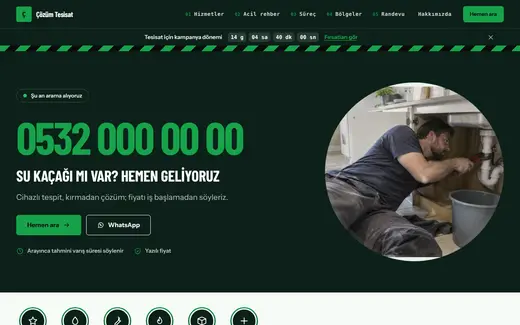 Ç Çözüm Tesisat
01 Hizmetler 02 Acil rehber 03 Süreç 04 Bölgeler 05 Randevu Hakkımızda Hemen ara
Tesisat için kampanya dönemi 14 g 04 sa 40 dk 00 sn Fırsatları gör
Şu an arama alıyoruz
0532 000 00 00
SU KAÇAĞI MI VAR? HEMEN GELİYORUZ
Cihazlı tespit, kırmadan çözüm; fiyatı iş başlamadan söyleriz.
Hemen ara → WhatsApp
Arayınca tahmini varış süresi söylenir Yazılı fiyat